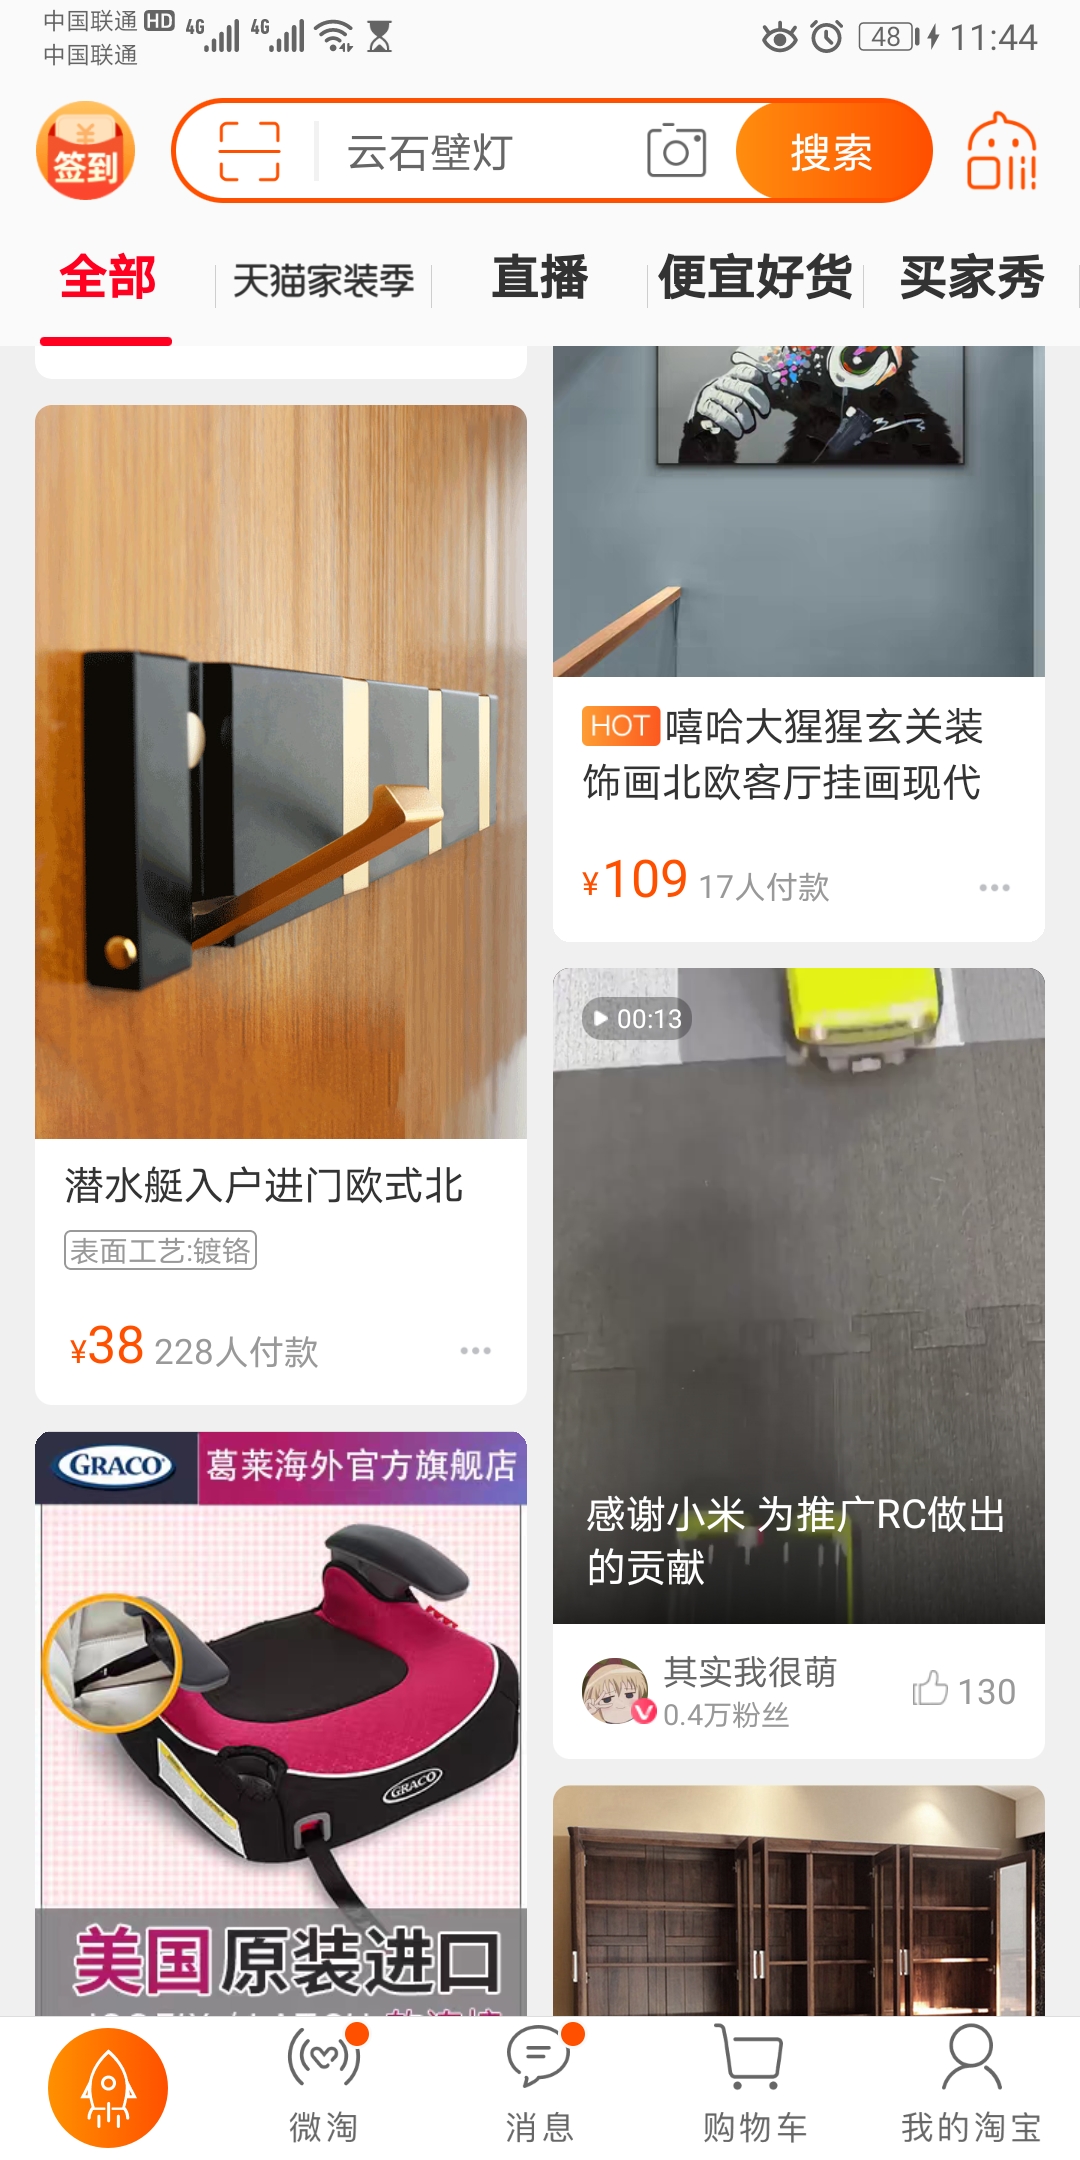 中国联通 HD 4G 4G
中国联通
48 11:44
签到
云石壁灯
搜索
全部
天猫家装季
直播
便宜好货
买家秀
潜水艇入户进门欧式北
表面工艺:镀铬
¥38 228人付款
GRACO
葛莱海外官方旗舰店
GRACO
美国原装进口
HOT 嘻哈大猩猩玄关装
饰画北欧客厅挂画现代
¥109 17人付款
00:13
感谢小米 为推广RC做出
的贡献
其实我很萌
0.4万粉丝
130
微淘
消息
购物车
我的淘宝